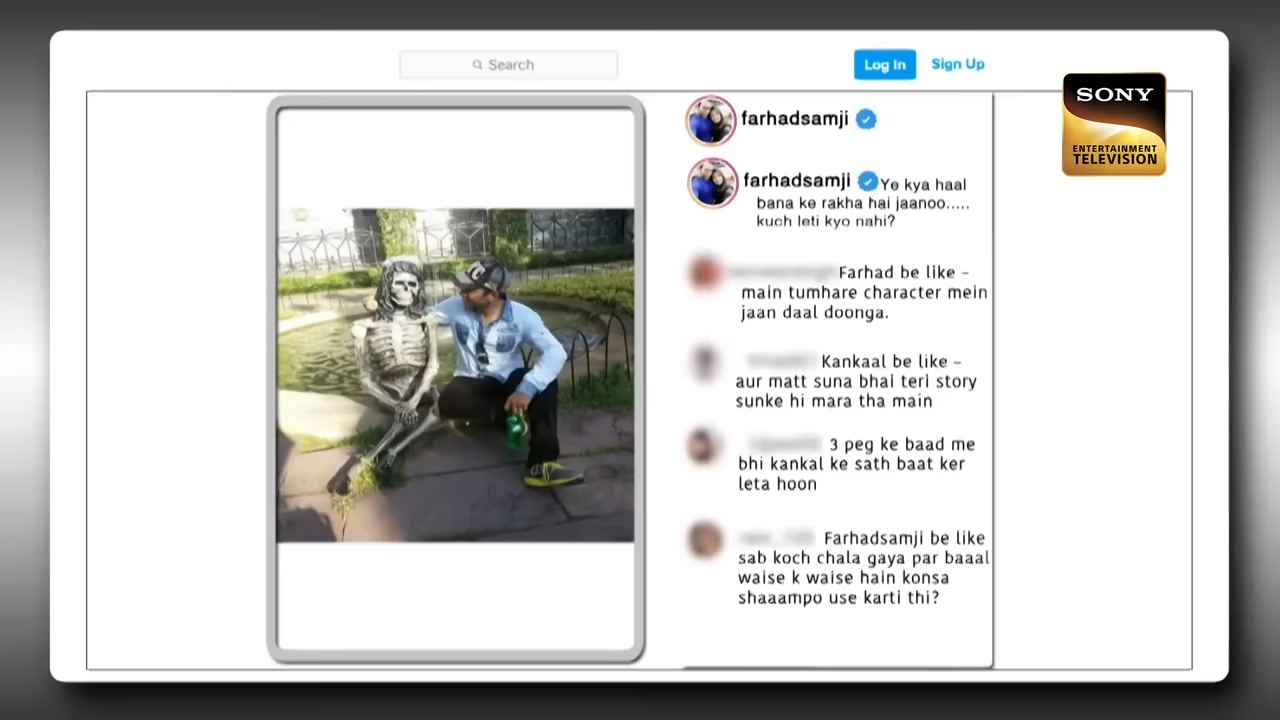 Search
Log In
Sign Up
SONY
ENTERTAINMENT
TELEVISION
farhadsamji
farhadsamji Ye kya haal
bana ke rakha hai jaanoo.....
kuch leti kyo nahi?
Farhad be like -
main tumhare character mein
jaan daal doonga.
Kankaal be like -
aur matt suna bhai teri story
sunke hi mara tha main
3 peg ke baad me
bhi kankal ke sath baat ker
leta hoon
Farhadsamji be like
sab koch chala gaya par baaal
waise k waise hain konsa
shaaampo use karti thi?